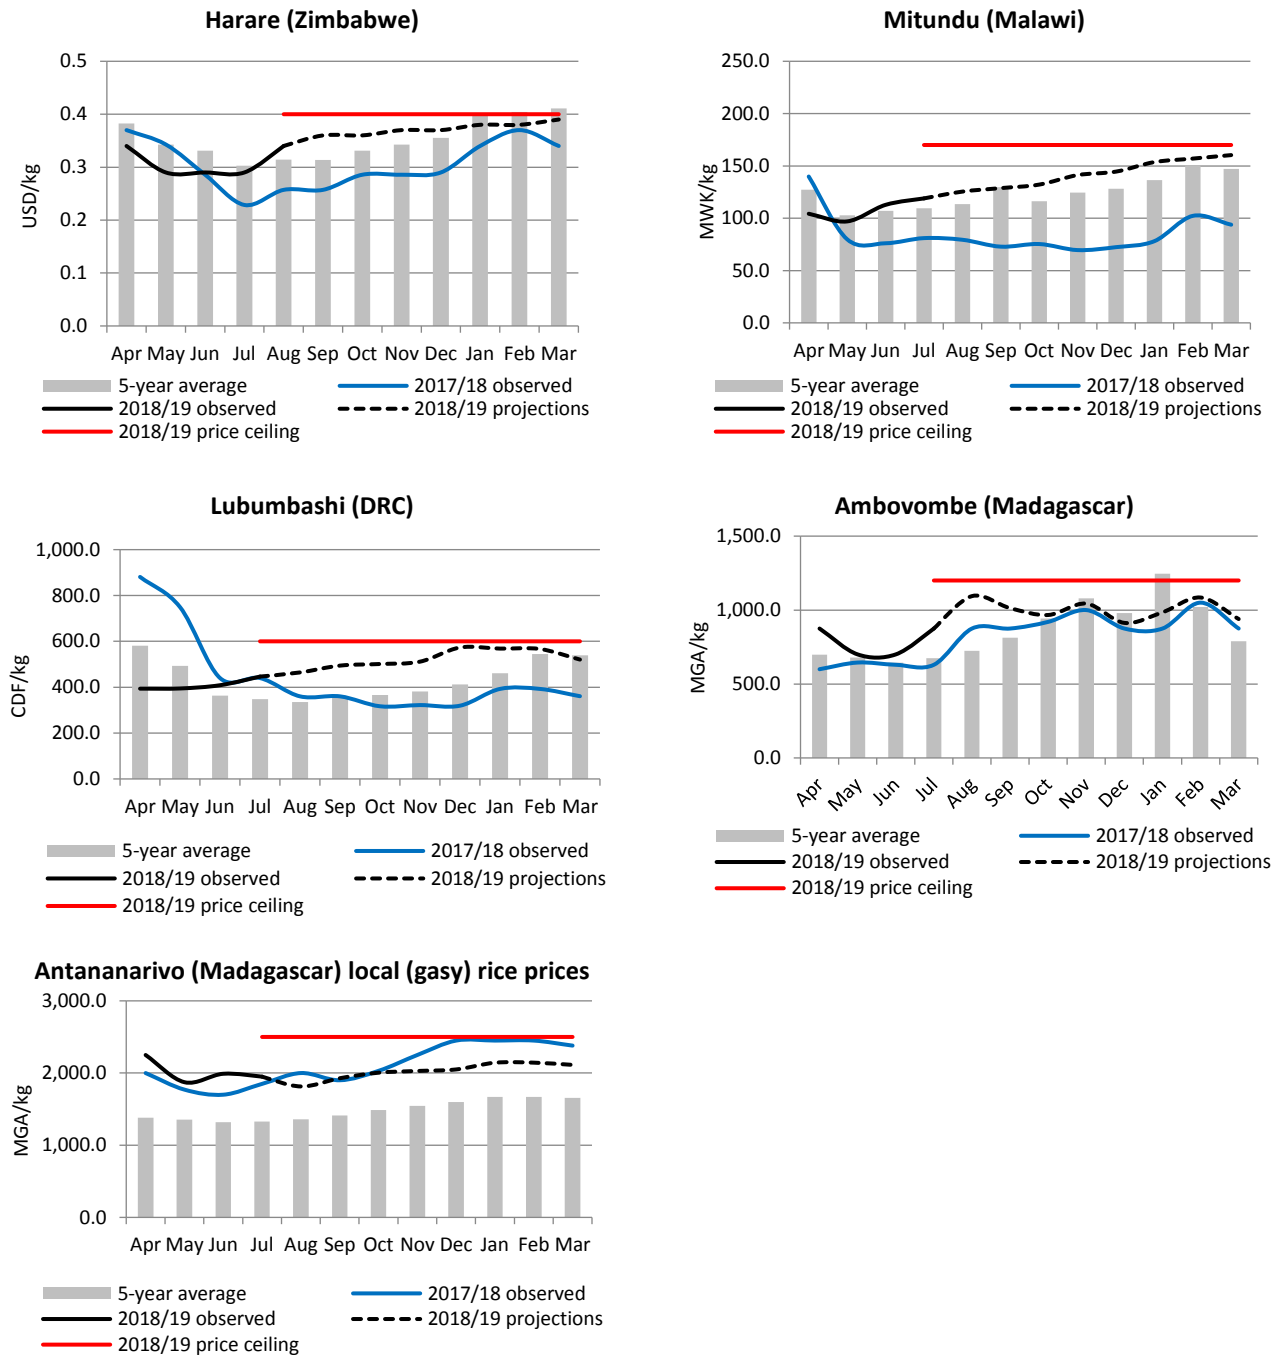 Harare (Zimbabwe)
0.5
0.4
0.3
0.2
0.1
0.0
USD/kg
Apr May Jun Jul Aug Sep Oct Nov Dec Jan Feb Mar
5-year average 2017/18 observed
2018/19 observed 2018/19 projections
2018/19 price ceiling
Mitundu (Malawi)
250.0
200.0
150.0
100.0
50.0
0.0
MWK/kg
Apr May Jun Jul Aug Sep Oct Nov Dec Jan Feb Mar
5-year average 2017/18 observed
2018/19 observed 2018/19 projections
2018/19 price ceiling
Lubumbashi (DRC)
1,000.0
800.0
600.0
400.0
200.0
0.0
CDF/kg
Apr May Jun Jul Aug Sep Oct Nov Dec Jan Feb Mar
5-year average 2017/18 observed
2018/19 observed 2018/19 projections
2018/19 price ceiling
Ambovombe (Madagascar)
1,500.0
1,000.0
500.0
0.0
MGA/kg
Apr May Jun Jul Aug Sep Oct Nov Dec Jan Feb Mar
5-year average 2017/18 observed
2018/19 observed 2018/19 projections
2018/19 price ceiling
Antananarivo (Madagascar) local (gasy) rice prices
3,000.0
2,000.0
1,000.0
0.0
MGA/kg
Apr May Jun Jul Aug Sep Oct Nov Dec Jan Feb Mar
5-year average 2017/18 observed
2018/19 observed 2018/19 projections
2018/19 price ceiling